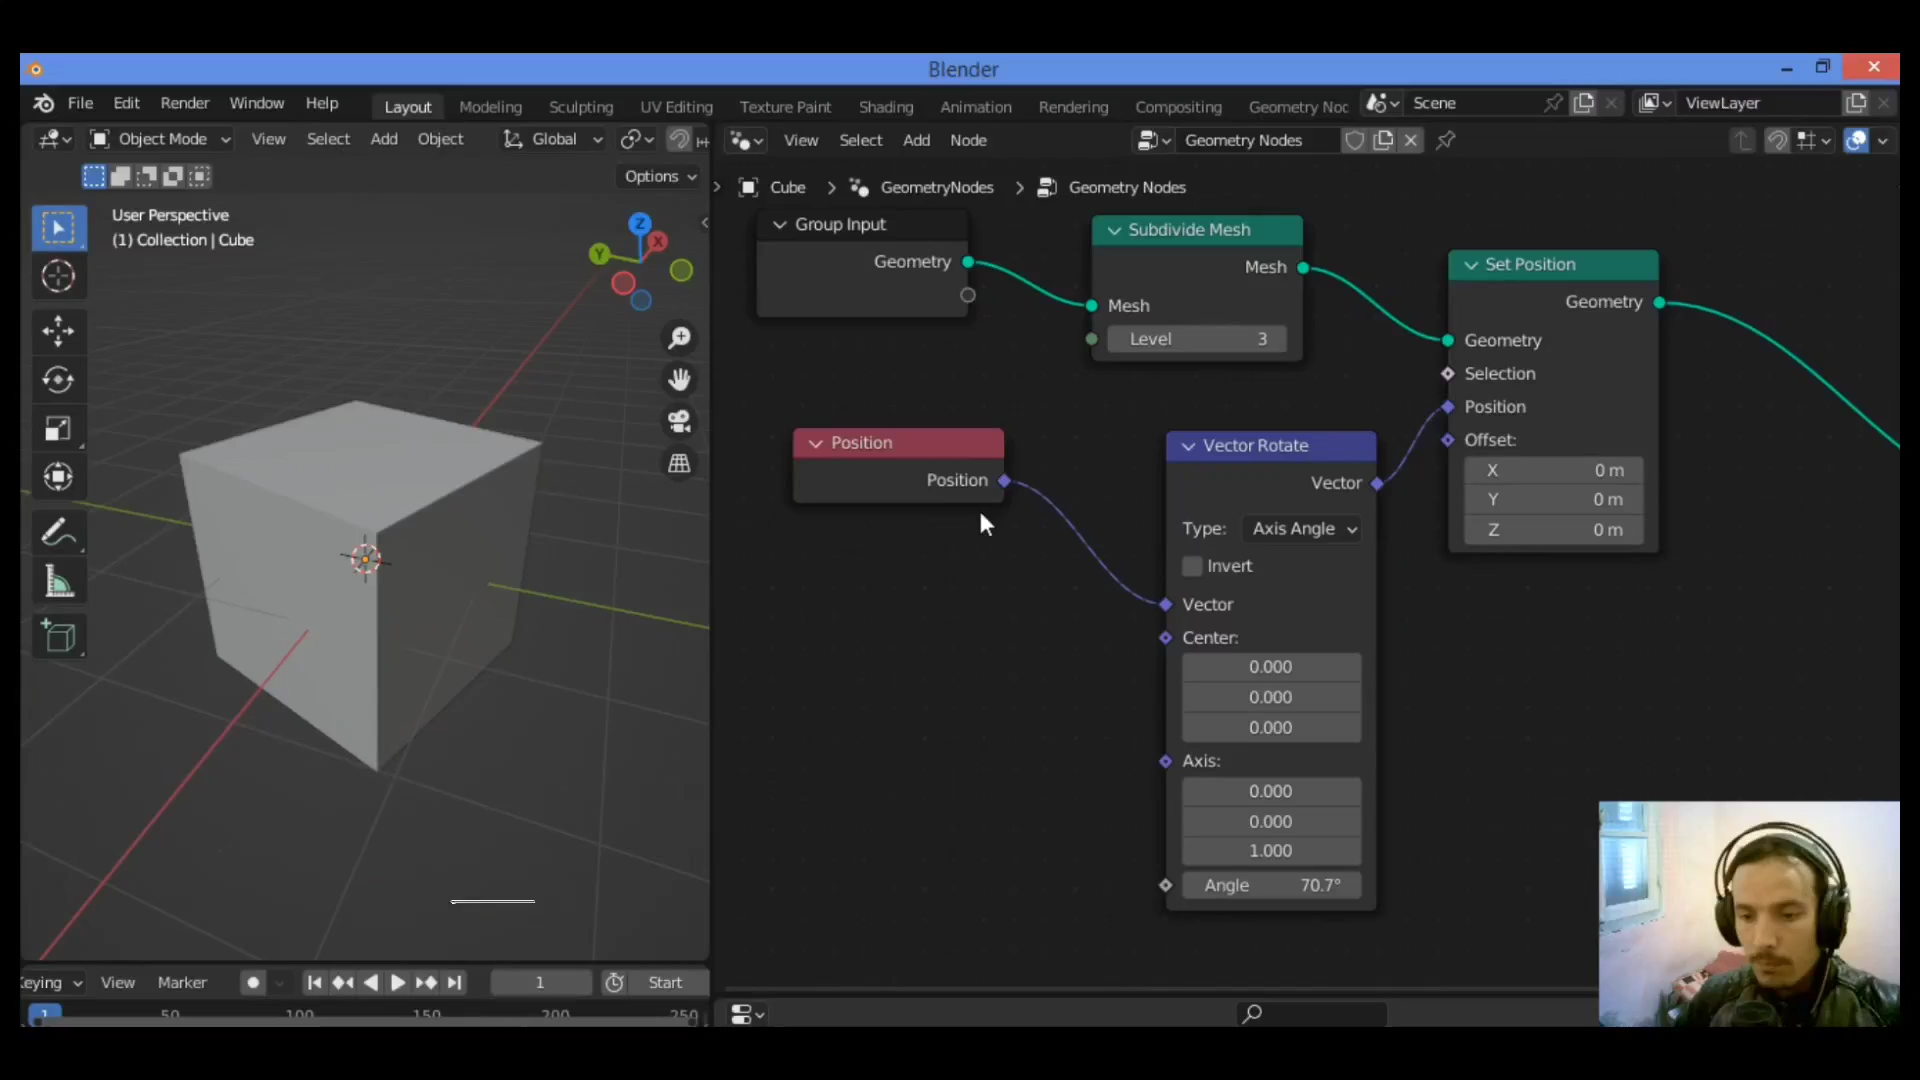 Blender
File Edit Render Window Help
Layout Modeling Sculpting UV Editing Texture Paint Shading Animation Rendering Compositing Geometry Noc
Scene
ViewLayer
Object Mode View Select Add Object Global
View Select Add Node
Geometry Nodes
Options
Cube > GeometryNodes > Geometry Nodes
User Perspective
(1) Collection | Cube
Z
X
Y
Group Input
Geometry
Subdivide Mesh
Mesh
Mesh
Level 3
Set Position
Geometry
Geometry
Selection
Position
Offset:
X 0 m
Y 0 m
Z 0 m
Position
Position
Vector Rotate
Vector
Type: Axis Angle
Invert
Vector
Center:
0.000
0.000
0.000
Axis:
0.000
0.000
1.000
Angle 70.7°
Keying View Marker
1
Start
1 50 100 150 200 250